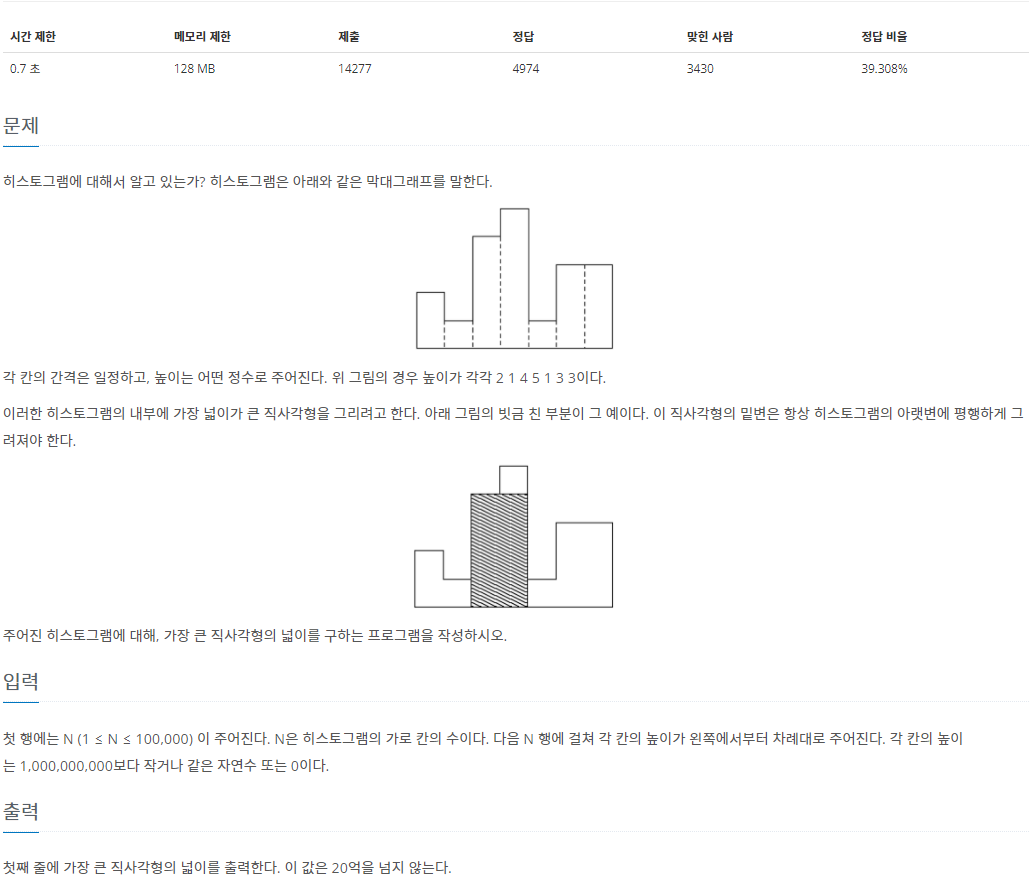 시간 제한 메모리 제한 제출 정답 맞힌 사람 정답 비율
0.7 초 128 MB 14277 4974 3430 39.308%
문제
히스토그램에 대해서 알고 있는가? 히스토그램은 아래와 같은 막대그래프를 말한다.
각 칸의 간격은 일정하고, 높이는 어떤 정수로 주어진다. 위 그림의 경우 높이가 각각 2 1 4 5 1 3 3이다.
이러한 히스토그램의 내부에 가장 넓이가 큰 직사각형을 그리려고 한다. 아래 그림의 빗금 친 부분이 그 예이다. 이 직사각형의 밑변은 항상 히스토그램의 아랫변에 평행하게 그
려져야 한다.
주어진 히스토그램에 대해, 가장 큰 직사각형의 넓이를 구하는 프로그램을 작성하시오.
입력
첫 행에는 N (1 ≤ N ≤ 100,000) 이 주어진다. N은 히스토그램의 가로 칸의 수이다. 다음 N 행에 걸쳐 각 칸의 높이가 왼쪽에서부터 차례대로 주어진다. 각 칸의 높이
는 1,000,000,000보다 작거나 같은 자연수 또는 0이다.
출력
첫째 줄에 가장 큰 직사각형의 넓이를 출력한다. 이 값은 20억을 넘지 않는다.